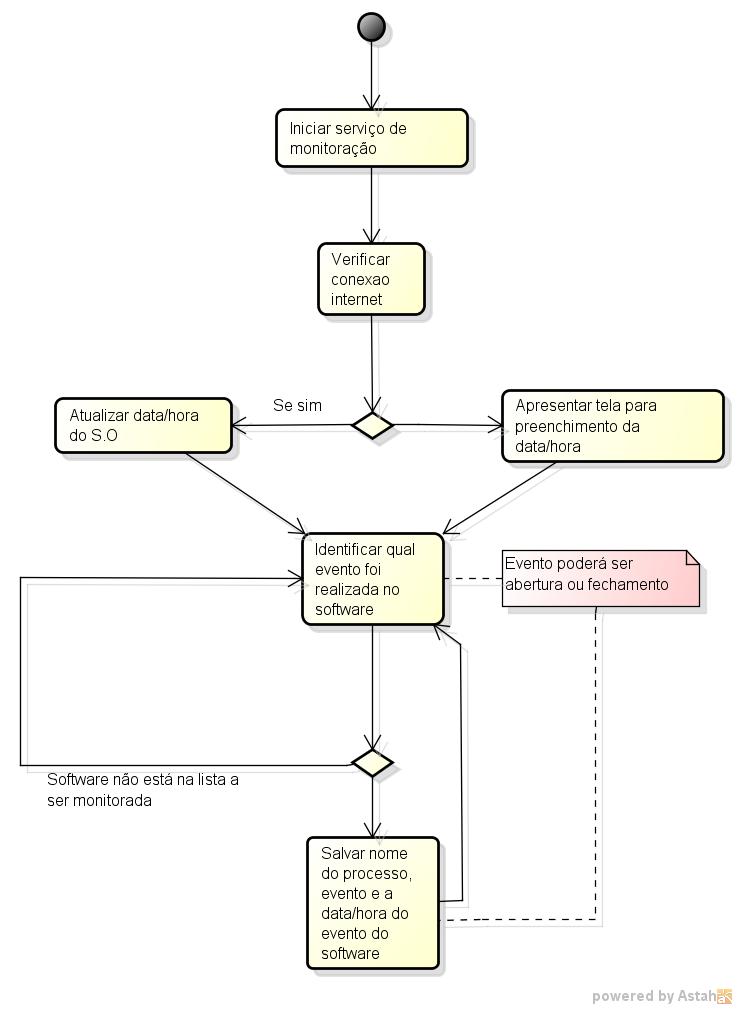 Iniciar serviço de
monitoração
Verificar
conexao
internet
Se sim
Atualizar data/hora
do S.O
Apresentar tela para
preenchimento da
data/hora
Identificar qual
evento foi
realizada no
software
Evento poderá ser
abertura ou fechamento
Software não está na lista a
ser monitorada
Salvar nome
do processo,
evento e a
data/hora do
evento do
software
powered by Astah